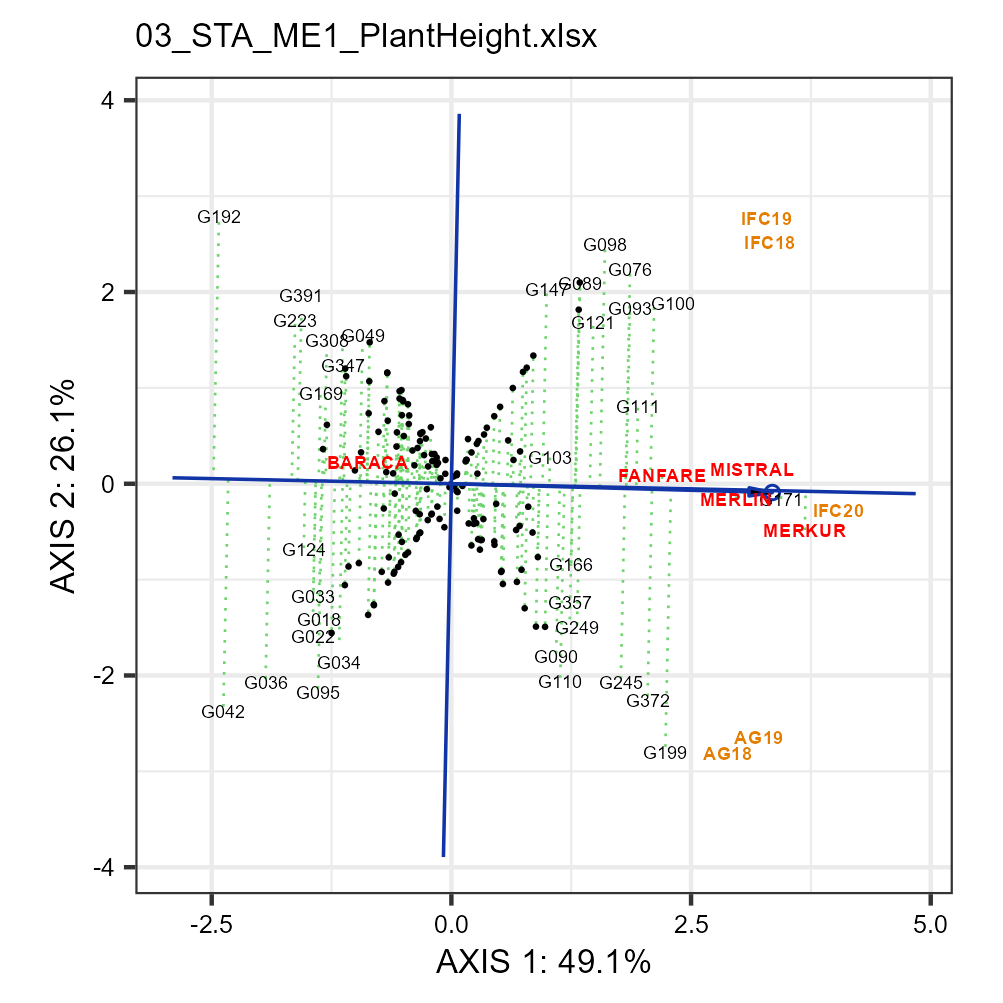 03_STA_ME1_PlantHeight.xlsx
4
G192
IFC19
IFC18
G098
G076
2
G391
G147
G089
G093
G100
G223
G121
G308
G049
G347
G169
G111
BARACA
G103
FANFARE
MISTRAL
0
MERLIN
G171
IFC20
MERKUR
G124
G166
G033
G357
G018
G022
G249
G034
G090
-2
G036
G095
G110
G245
G372
G042
AG19
G199
AG18
-4
-2.5
0.0
2.5
5.0
AXIS 1: 49.1%
AXIS 2: 26.1%